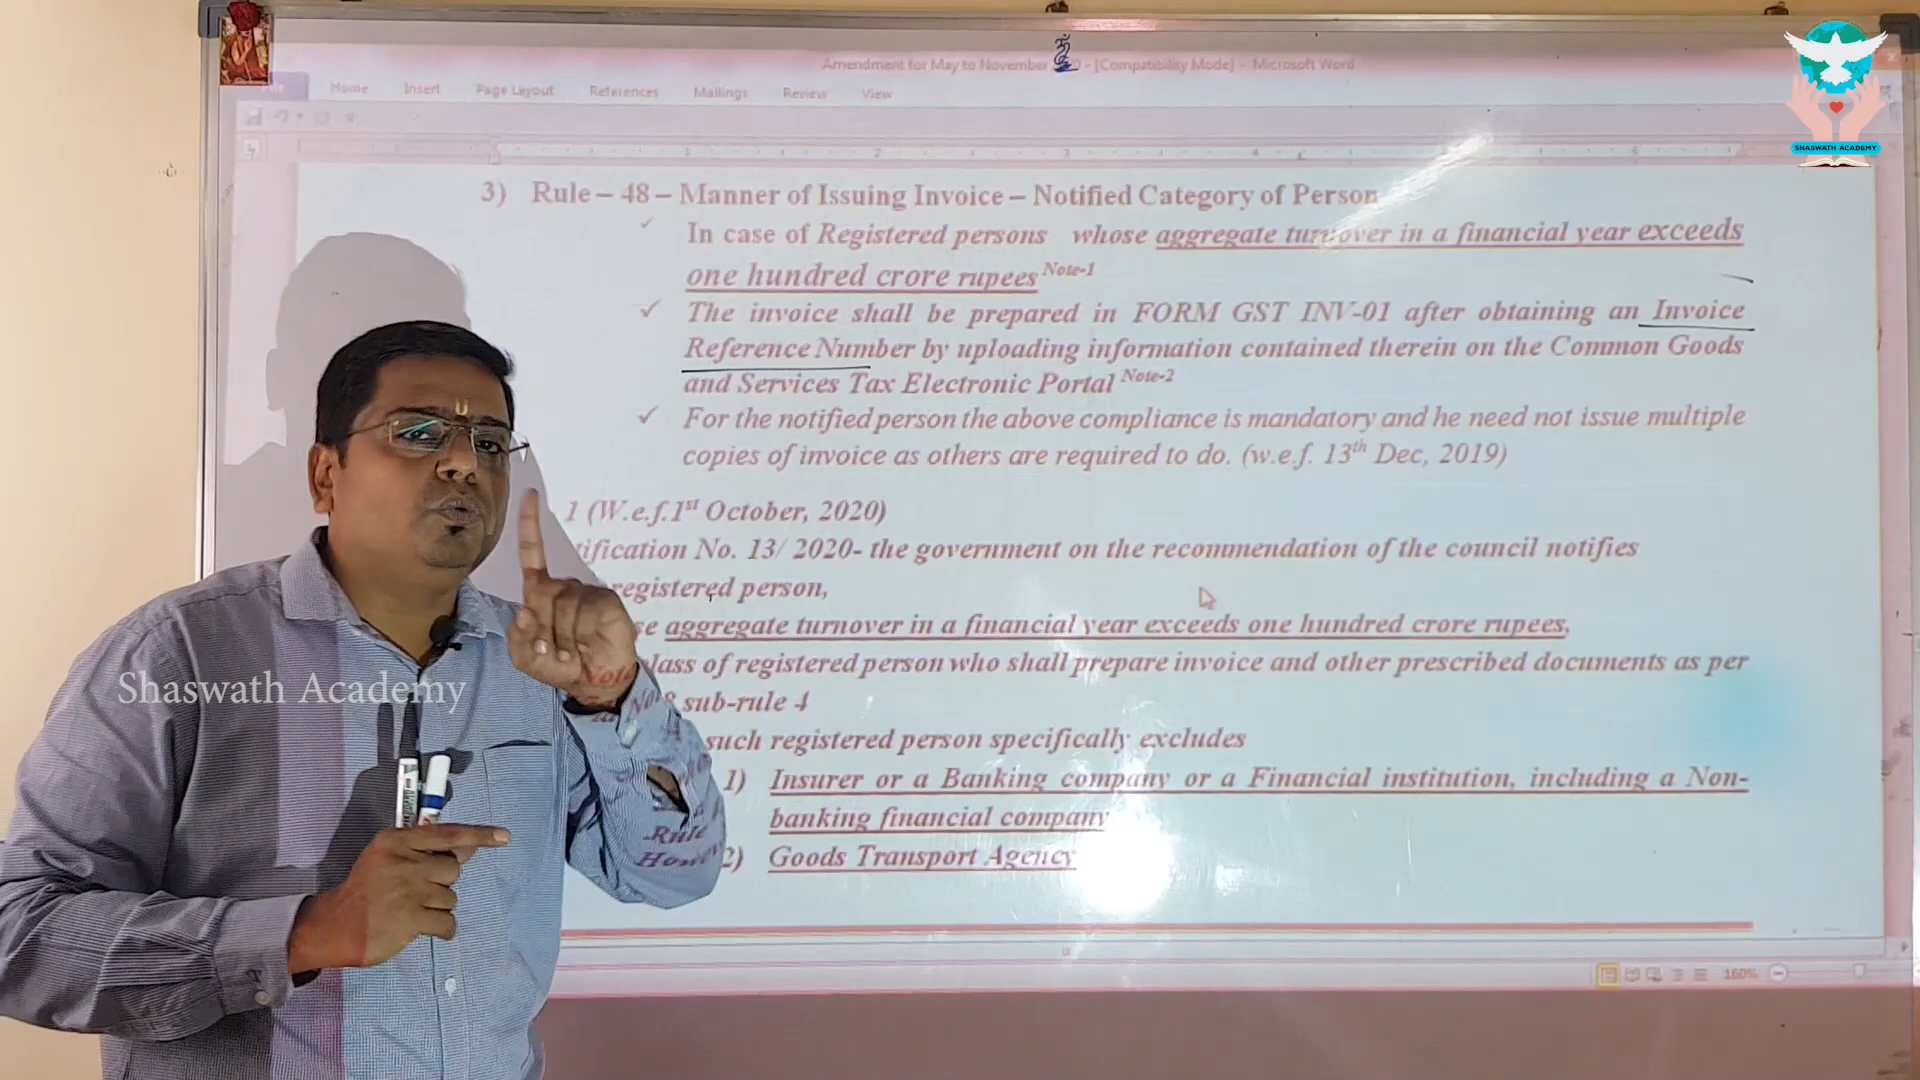 Amendment for May to November - [Compatibility Mode] - Microsoft Word
Home Insert Page Layout References Mailings Review View
SHASWATH ACADEMY
3) Rule – 48 – Manner of Issuing Invoice – Notified Category of Person
✓ In case of Registered persons whose aggregate turnover in a financial year exceeds
one hundred crore rupees Note-1
✓ The invoice shall be prepared in FORM GST INV-01 after obtaining an Invoice
Reference Number by uploading information contained therein on the Common Goods
and Services Tax Electronic Portal Note-2
✓ For the notified person the above compliance is mandatory and he need not issue multiple
copies of invoice as others are required to do. (w.e.f. 13th Dec, 2019)
1 (W.e.f.1st October, 2020)
tification No. 13/ 2020- the government on the recommendation of the council notifies
registered person,
se aggregate turnover in a financial year exceeds one hundred crore rupees,
Note class of registered person who shall prepare invoice and other prescribed documents as per
8 sub-rule 4
such registered person specifically excludes
1) Insurer or a Banking company or a Financial institution, including a Non-
banking financial company
-Rule
2) Goods Transport Agency
Shaswath Academy
160%